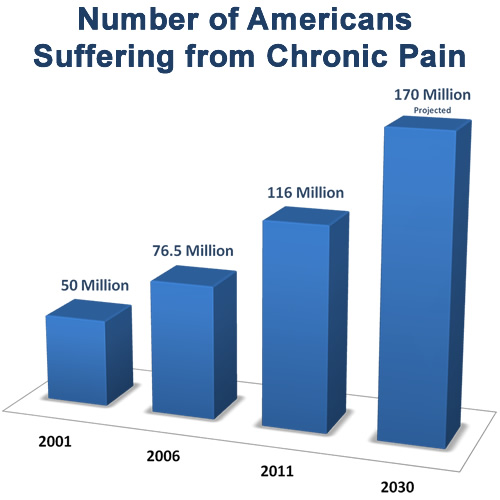 Number of Americans
Suffering from Chronic Pain
170 Million
Projected
116 Million
76.5 Million
50 Million
2001
2006
2011
2030